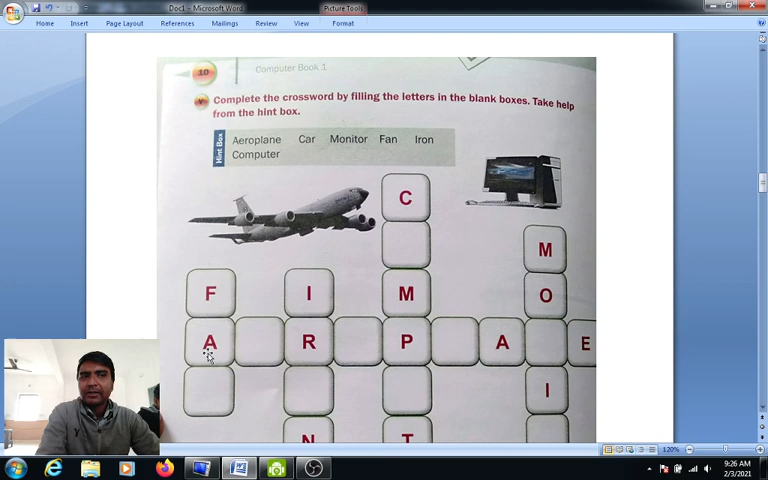 Doc1 - Microsoft Word
Picture Tools
Home Insert Page Layout References Mailings Review View Format
10 Computer Book 1
V Complete the crossword by filling the letters in the blank boxes. Take help
from the hint box.
Hint Box
Aeroplane Car Monitor Fan Iron
Computer
C
M
F I M O
A R P A E
I
N T
120%
9:26 AM
2/3/2021